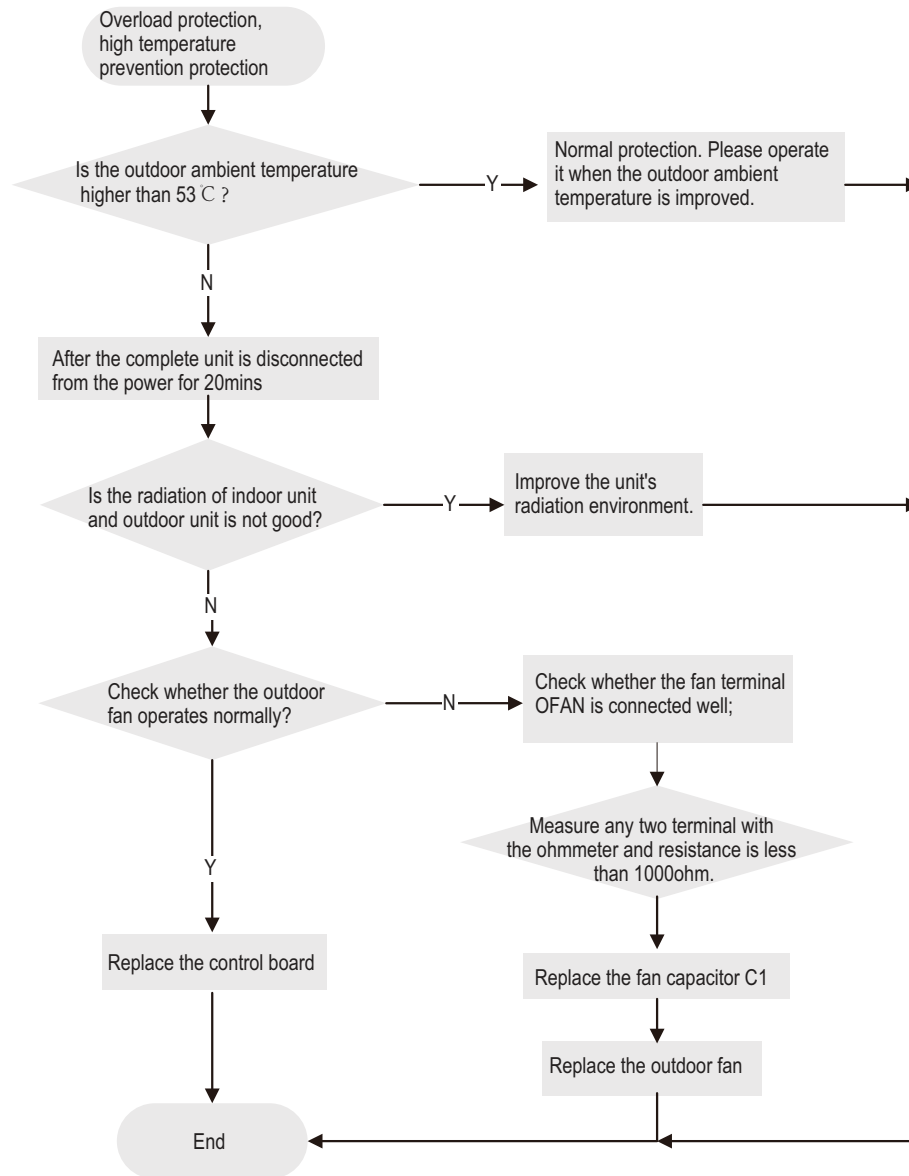 Overload protection,
high temperature
prevention protection
Is the outdoor ambient temperature
higher than 53℃ ?
Y
Normal protection. Please operate
it when the outdoor ambient
temperature is improved.
N
After the complete unit is disconnected
from the power for 20mins
Is the radiation of indoor unit
and outdoor unit is not good?
Y
Improve the unit's
radiation environment.
N
Check whether the outdoor
fan operates normally?
N
Check whether the fan terminal
OFAN is connected well;
Measure any two terminal with
the ohmmeter and resistance is less
than 1000ohm.
Y
Replace the control board
Replace the fan capacitor C1
Replace the outdoor fan
End